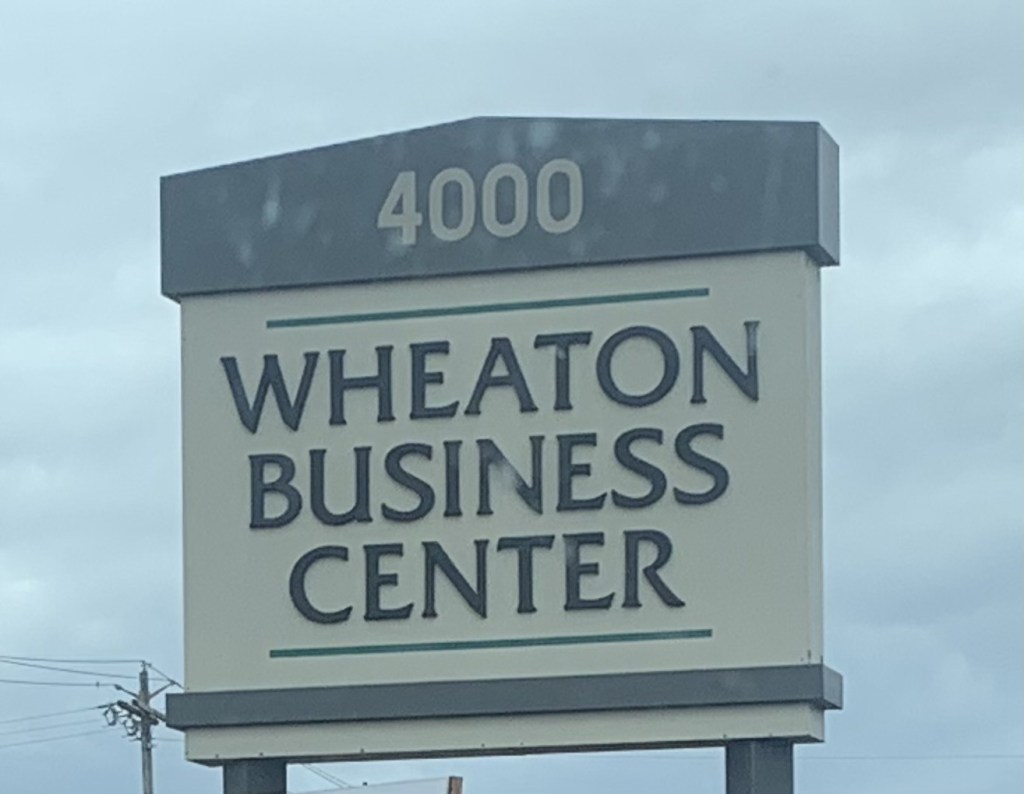 4000
WHEATON
BUSINESS
CENTER